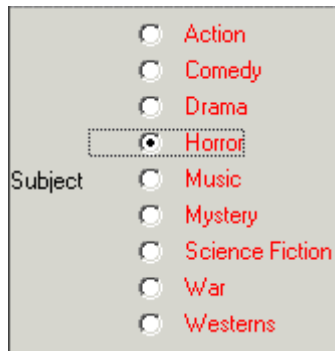 Action
Comedy
Drama
Horror
Subject
Music
Mystery
Science Fiction
War
Westerns